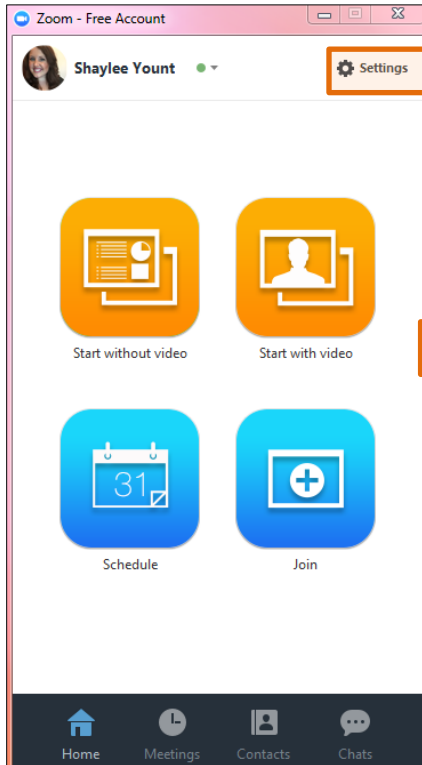 Zoom - Free Account
Shaylee Yount
Settings
Start without video
Start with video
31
Schedule
Join
Home
Meetings
Contacts
Chats